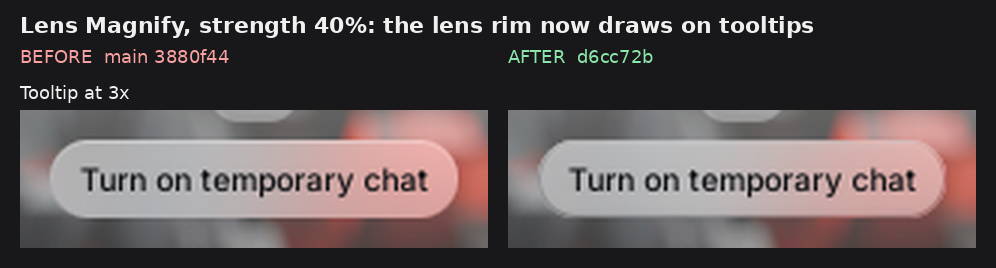 Lens Magnify, strength 40%: the lens rim now draws on tooltips
BEFORE main 3880f44
AFTER d6cc72b
Tooltip at 3x
Turn on temporary chat
Turn on temporary chat